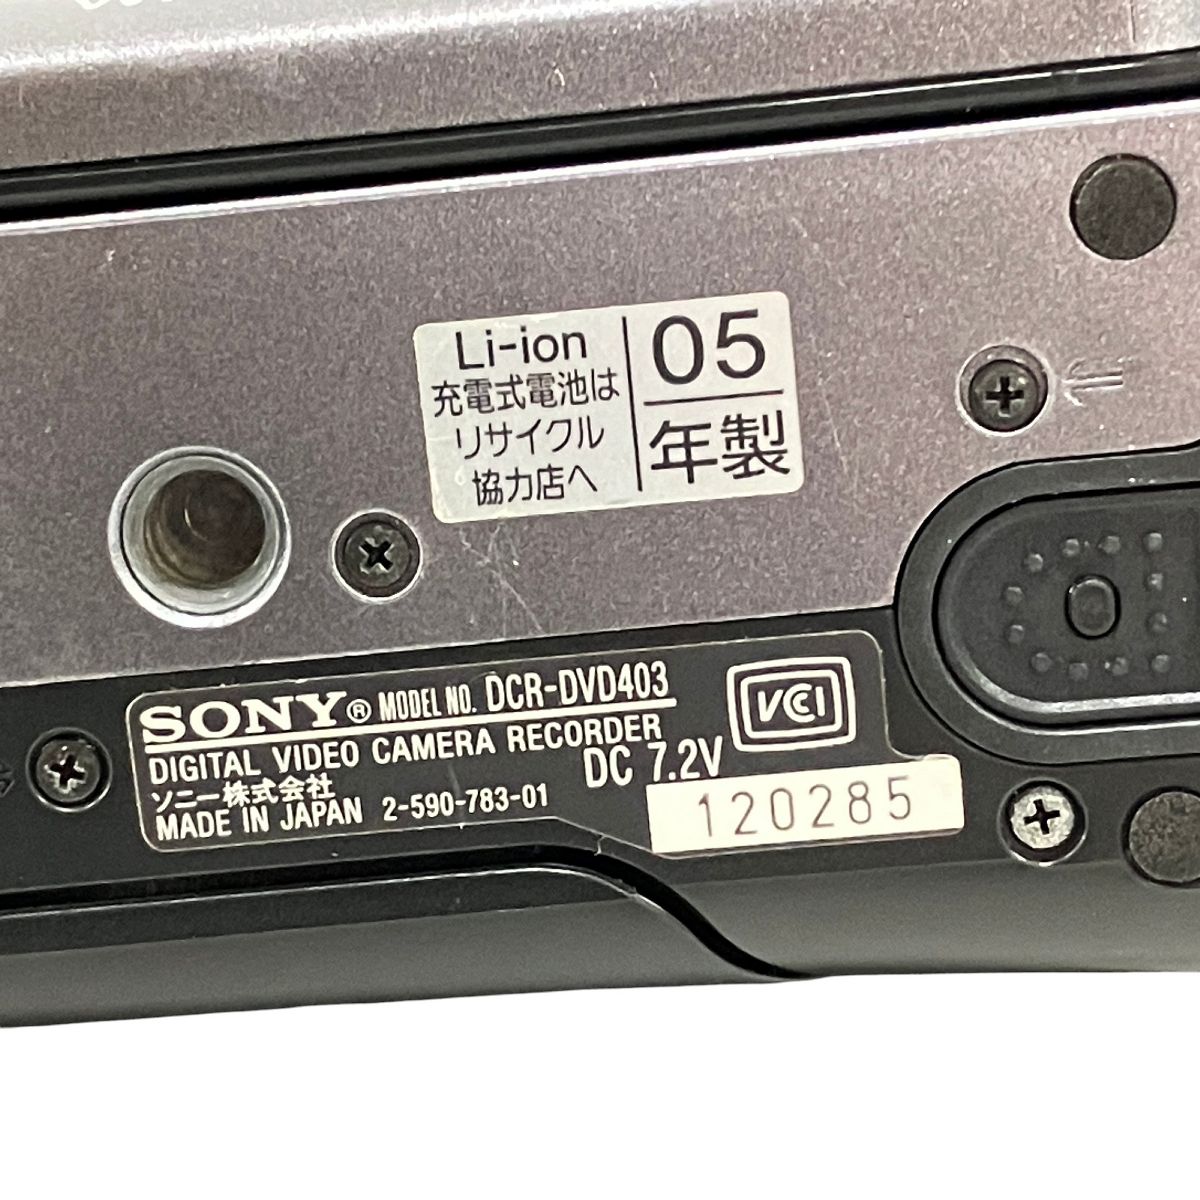 Li-ion
充電式電池は
リサイクル
協力店へ
05
年製
SONY® MODEL NO. DCR-DVD403
DIGITAL VIDEO CAMERA RECORDER
ソニー株式会社 DC 7.2V
MADE IN JAPAN 2-590-783-01
VCCI
120285